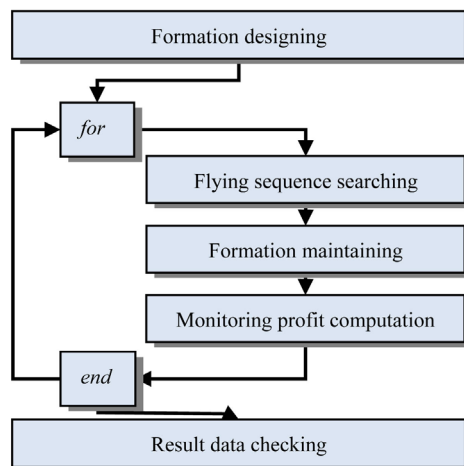 Formation designing
for
Flying sequence searching
Formation maintaining
Monitoring profit computation
end
Result data checking